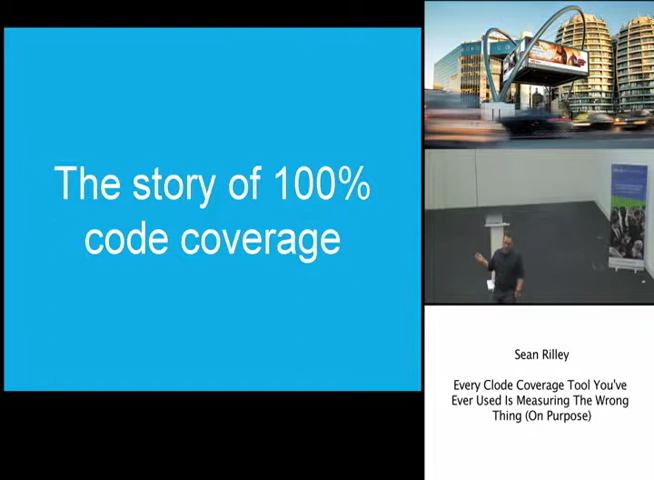 The story of 100%
code coverage
Sean Rilley
Every Clode Coverage Tool You've
Ever Used Is Measuring The Wrong
Thing (On Purpose)